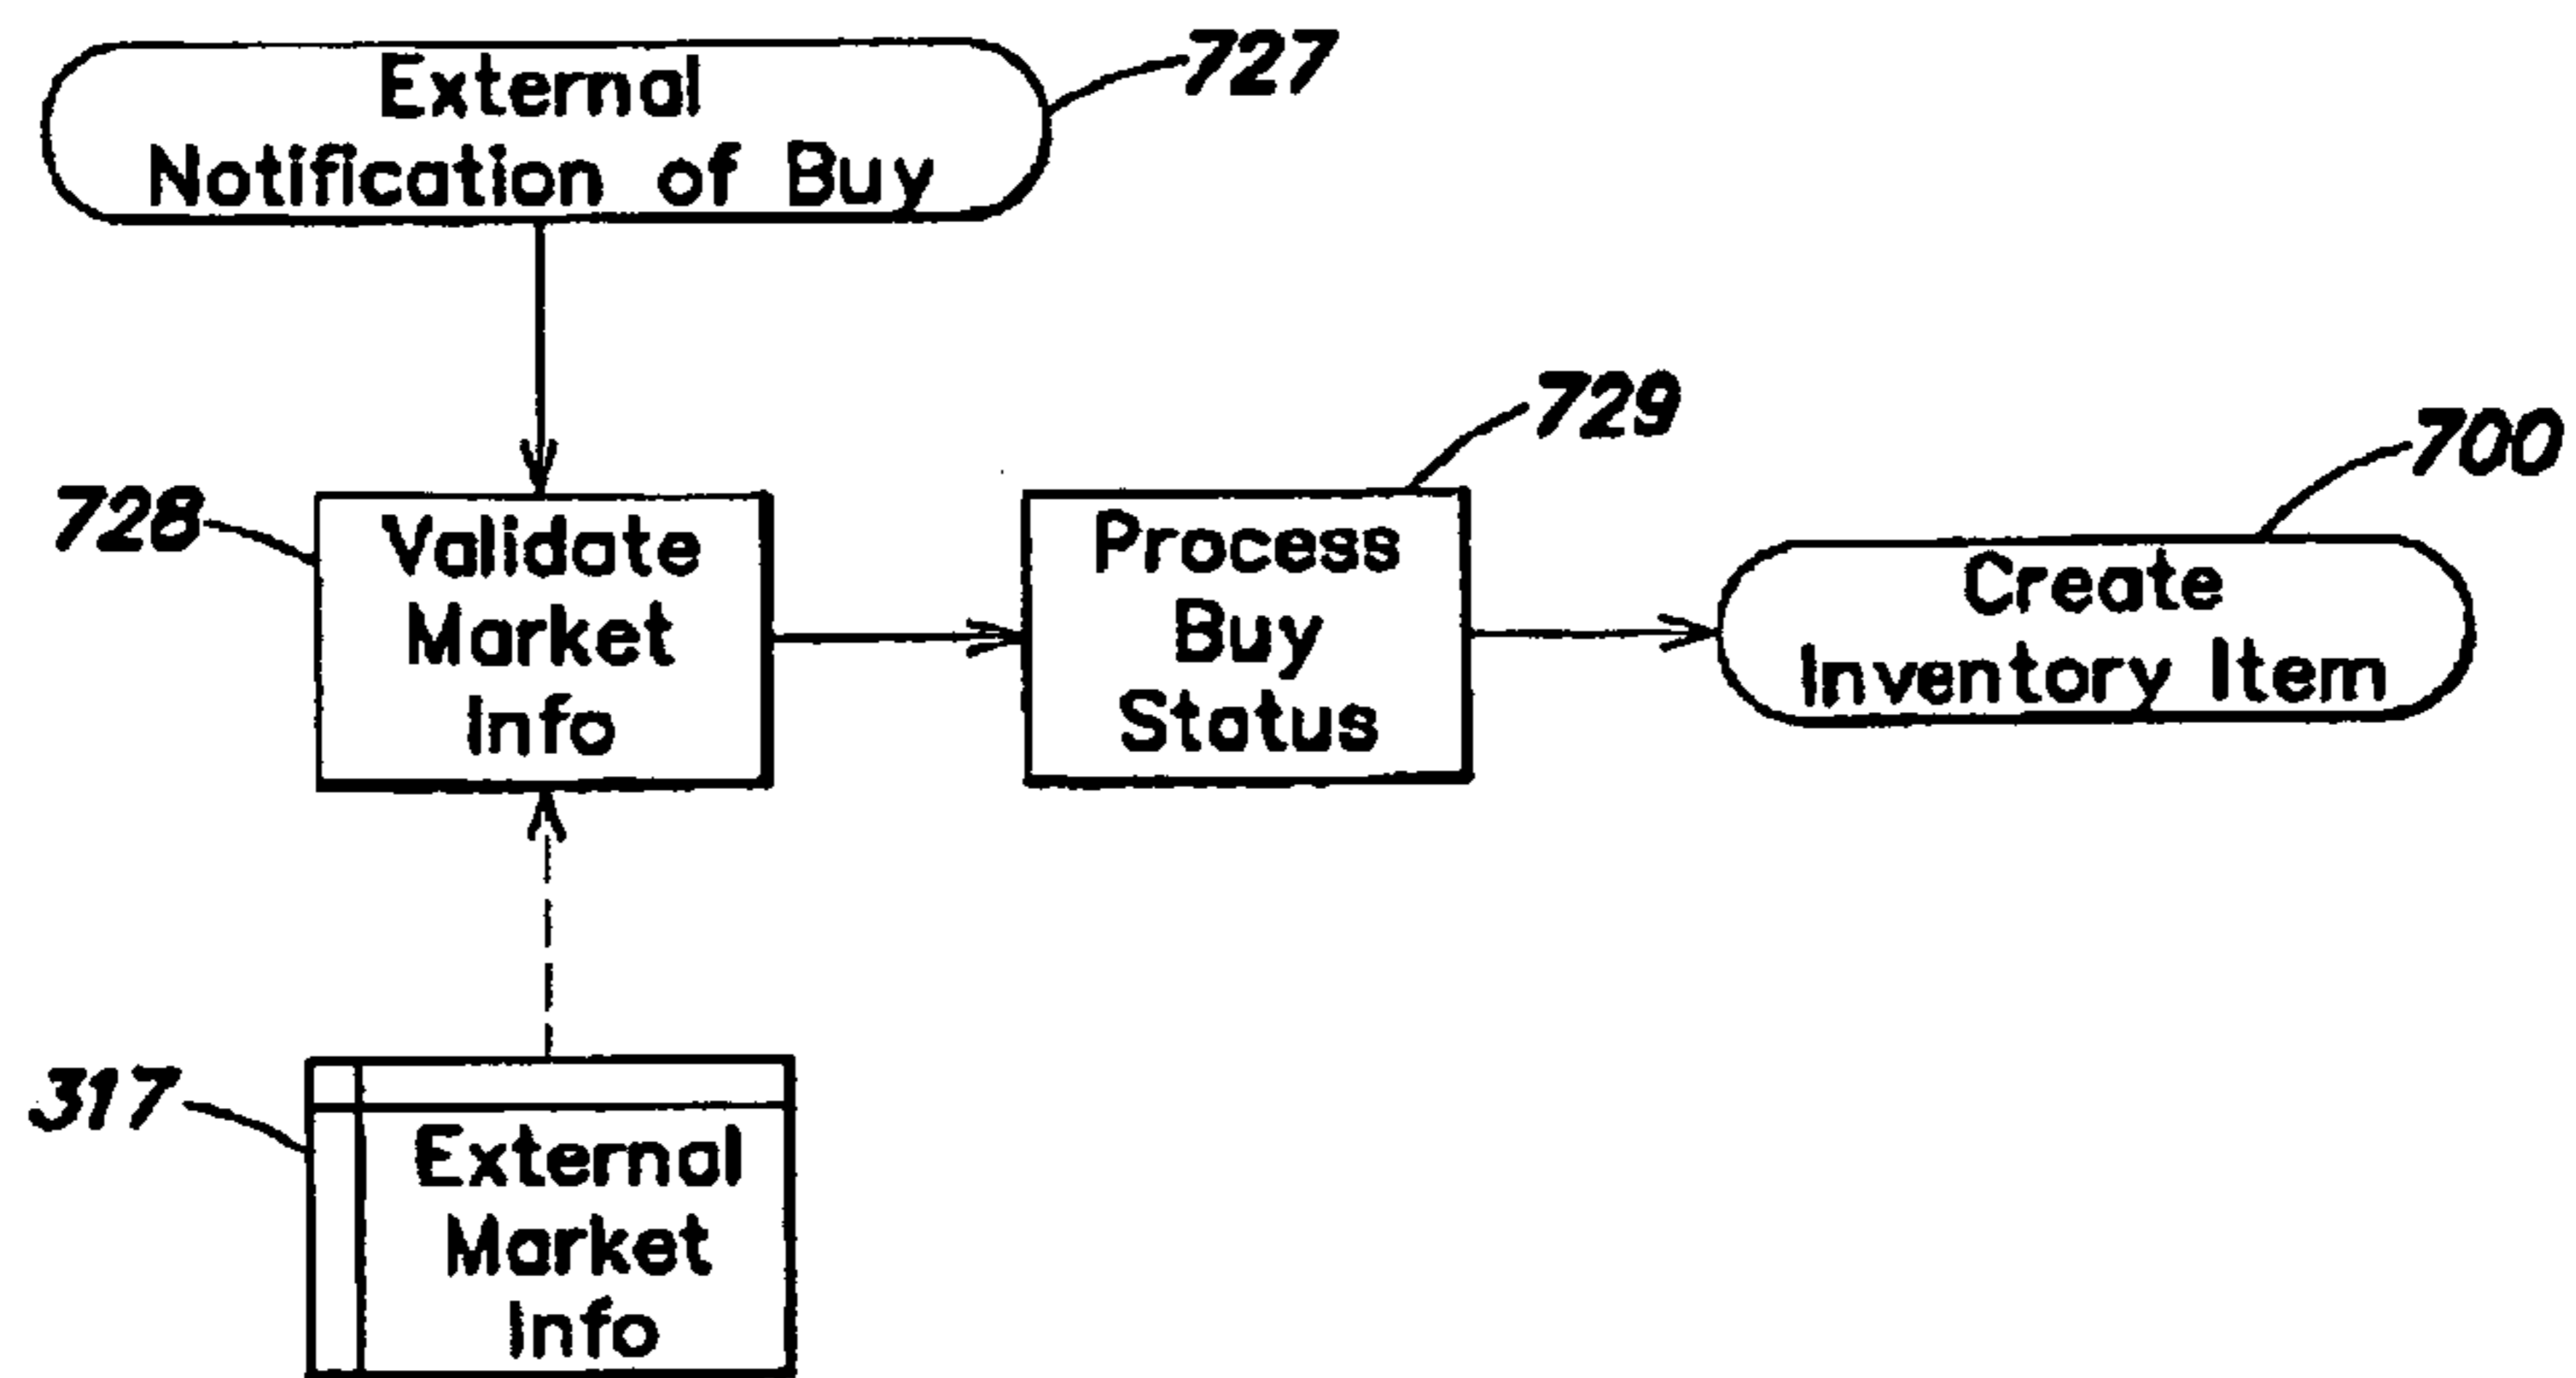 External
Notification of Buy
727
728
Validate
Market
Info
729
Process
Buy
Status
700
Create
Inventory Item
317
External
Market
Info